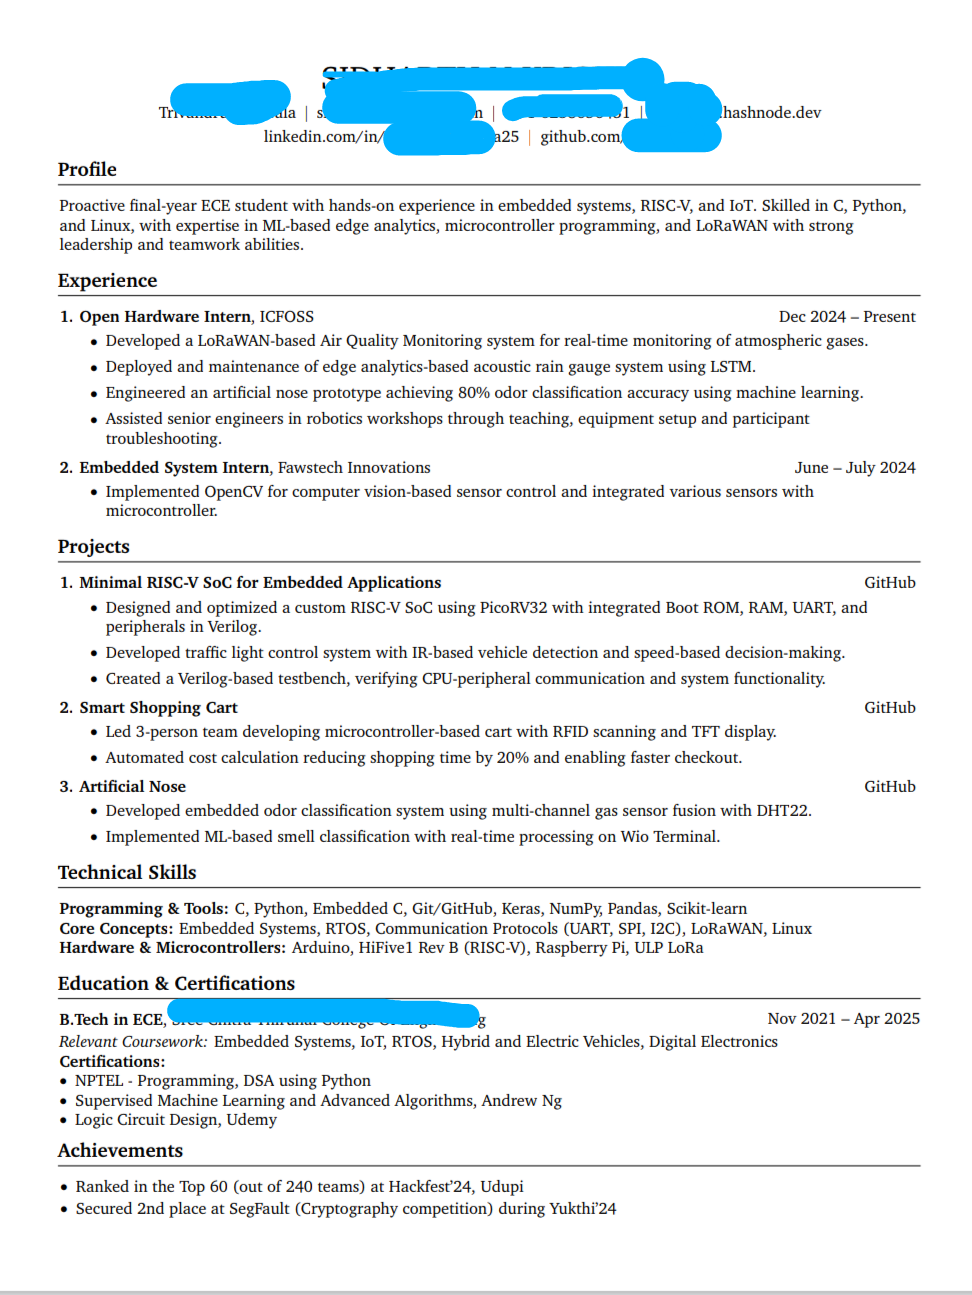 | | |
linkedin.com/in/ a25 | github.com/
Profile
Proactive final-year ECE student with hands-on experience in embedded systems, RISC-V, and IoT. Skilled in C, Python,
and Linux, with expertise in ML-based edge analytics, microcontroller programming, and LoRaWAN with strong
leadership and teamwork abilities.
Experience
1. Open Hardware Intern, ICFOSS Dec 2024 – Present
• Developed a LoRaWAN-based Air Quality Monitoring system for real-time monitoring of atmospheric gases.
• Deployed and maintenance of edge analytics-based acoustic rain gauge system using LSTM.
• Engineered an artificial nose prototype achieving 80% odor classification accuracy using machine learning.
• Assisted senior engineers in robotics workshops through teaching, equipment setup and participant
troubleshooting.
2. Embedded System Intern, Fawstech Innovations June – July 2024
• Implemented OpenCV for computer vision-based sensor control and integrated various sensors with
microcontroller.
Projects
1. Minimal RISC-V SoC for Embedded Applications GitHub
• Designed and optimized a custom RISC-V SoC using PicoRV32 with integrated Boot ROM, RAM, UART, and
peripherals in Verilog.
• Developed traffic light control system with IR-based vehicle detection and speed-based decision-making.
• Created a Verilog-based testbench, verifying CPU-peripheral communication and system functionality.
2. Smart Shopping Cart GitHub
• Led 3-person team developing microcontroller-based cart with RFID scanning and TFT display.
• Automated cost calculation reducing shopping time by 20% and enabling faster checkout.
3. Artificial Nose GitHub
• Developed embedded odor classification system using multi-channel gas sensor fusion with DHT22.
• Implemented ML-based smell classification with real-time processing on Wio Terminal.
Technical Skills
Programming & Tools: C, Python, Embedded C, Git/GitHub, Keras, NumPy, Pandas, Scikit-learn
Core Concepts: Embedded Systems, RTOS, Communication Protocols (UART, SPI, I2C), LoRaWAN, Linux
Hardware & Microcontrollers: Arduino, HiFive1 Rev B (RISC-V), Raspberry Pi, ULP LoRa
Education & Certifications
B.Tech in ECE, Nov 2021 – Apr 2025
Relevant Coursework: Embedded Systems, IoT, RTOS, Hybrid and Electric Vehicles, Digital Electronics
Certifications:
• NPTEL - Programming, DSA using Python
• Supervised Machine Learning and Advanced Algorithms, Andrew Ng
• Logic Circuit Design, Udemy
Achievements
• Ranked in the Top 60 (out of 240 teams) at Hackfest'24, Udupi
• Secured 2nd place at SegFault (Cryptography competition) during Yukthi'24